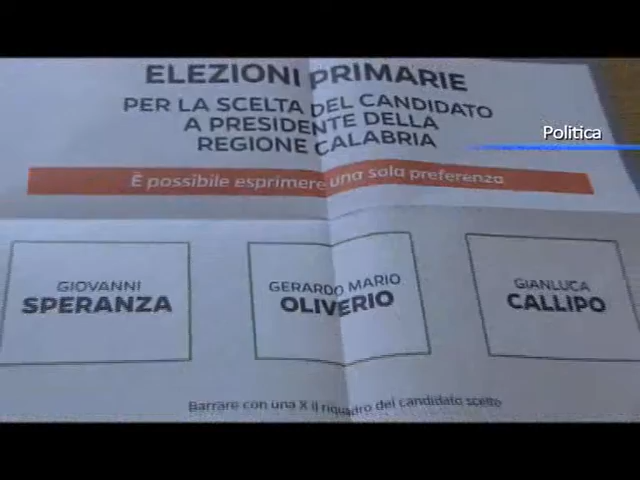 ELEZIONI PRIMARIE
PER LA SCELTA DEL CANDIDATO
A PRESIDENTE DELLA
REGIONE CALABRIA
Politica
È possibile esprimere una sola preferenza
GIOVANNI
SPERANZA
GERARDO MARIO
OLIVERIO
GIANLUCA
CALLIPO
Barrare con una X il riquadro del candidato scelto